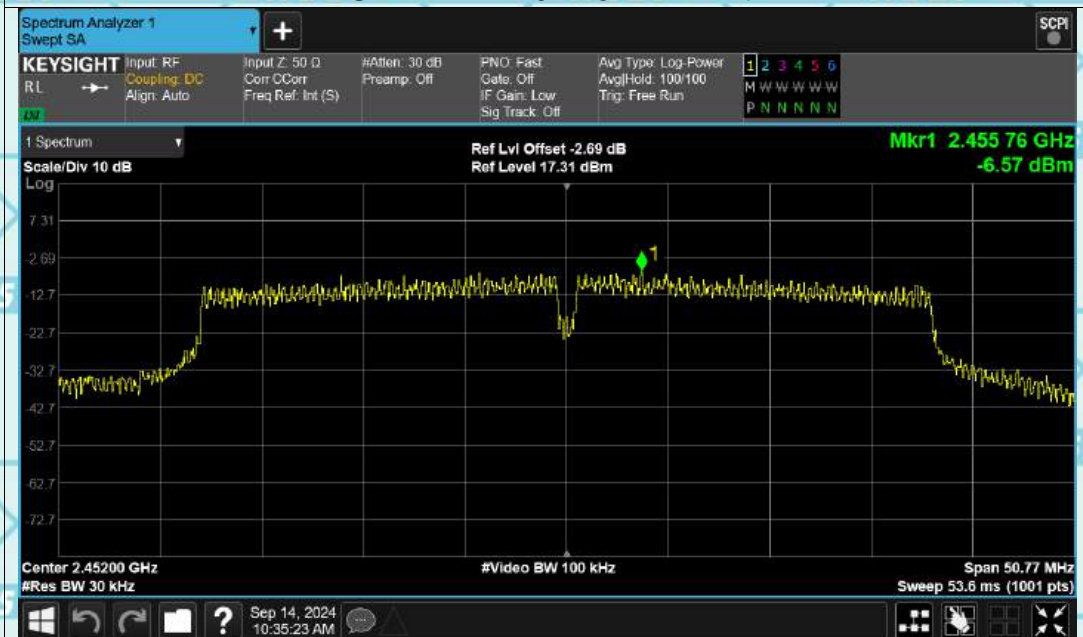 Spectrum Analyzer 1
Swept SA
+
SCPI
KEYSIGHT
RL
LXI
Input: RF
Coupling: DC
Align: Auto
Input Z: 50 Ω
Corr CCorr
Freq Ref: Int (S)
#Atten: 30 dB
Preamp: Off
PNO: Fast
Gate: Off
IF Gain: Low
Sig Track: Off
Avg Type: Log-Power
Avg|Hold: 100/100
Trig: Free Run
1 2 3 4 5 6
M W W W W W
P N N N N N
1 Spectrum
Scale/Div 10 dB
Log
Ref Lvl Offset -2.69 dB
Ref Level 17.31 dBm
Mkr1 2.455 76 GHz
-6.57 dBm
1
7.31
-2.69
-12.7
-22.7
-32.7
-42.7
-52.7
-62.7
-72.7
Center 2.45200 GHz
#Res BW 30 kHz
#Video BW 100 kHz
Span 50.77 MHz
Sweep 53.6 ms (1001 pts)
?
Sep 14, 2024
10:35:23 AM